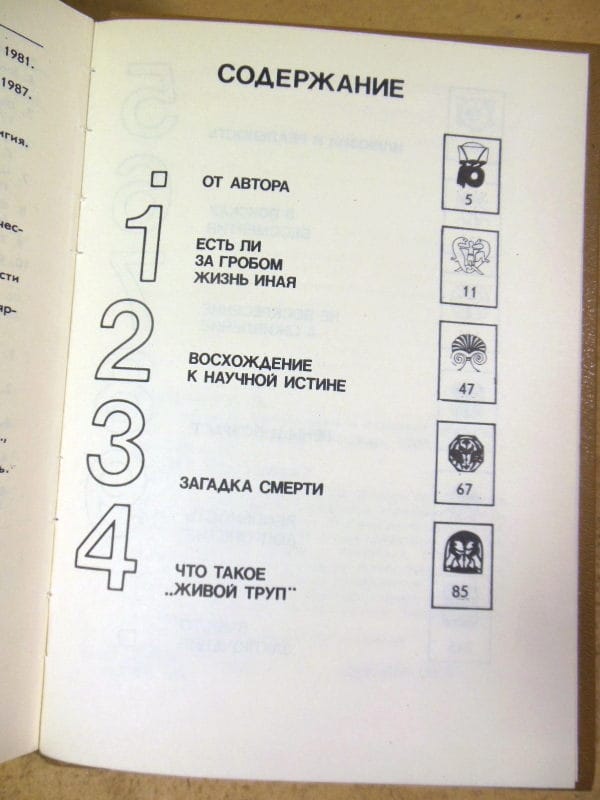 1981.
1987.
СОДЕРЖАНИЕ
ОТ АВТОРА
5
1
ЕСТЬ ЛИ
ЗА ГРОБОМ
ЖИЗНЬ ИНАЯ
11
2
ВОСХОЖДЕНИЕ
К НАУЧНОЙ ИСТИНЕ
47
3
ЗАГАДКА СМЕРТИ
67
4
ЧТО ТАКОЕ
„ЖИВОЙ ТРУП"
85